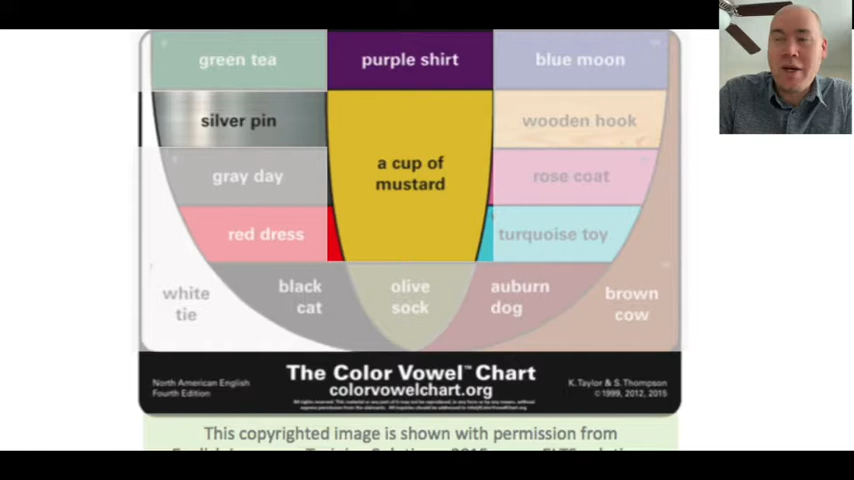 green tea
purple shirt
blue moon
silver pin
wooden hook
a cup of
mustard
gray day
rose coat
red dress
turquoise toy
white
tie
black
cat
olive
sock
auburn
dog
brown
cow
The Color Vowel™ Chart
colorvowelchart.org
North American English
Fourth Edition
K.Taylor & S.Thompson
©1999, 2012, 2015
This copyrighted image is shown with permission from